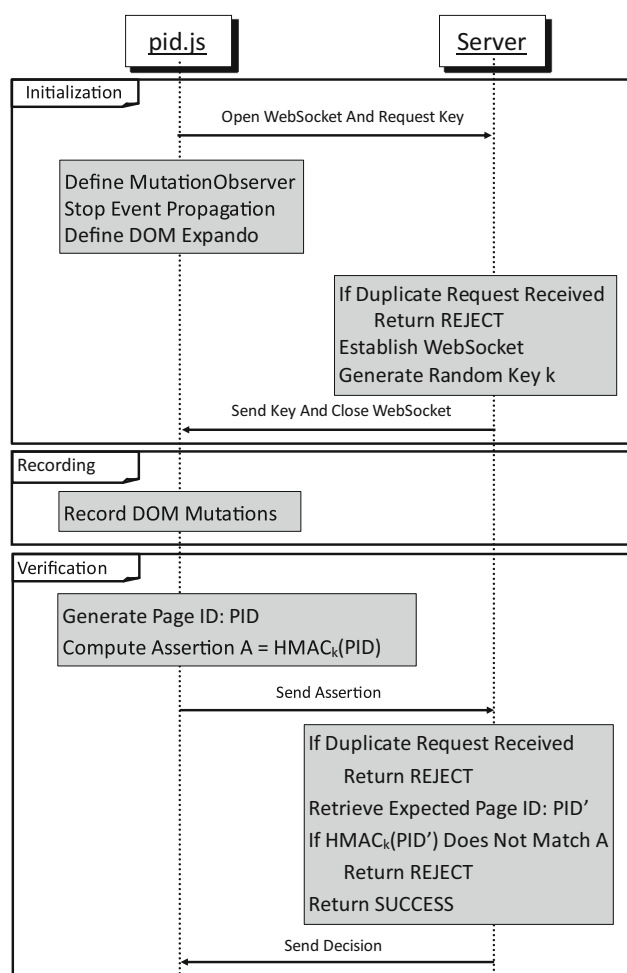 pid.js
Server
Initialization
Open WebSocket And Request Key
Define MutationObserver
Stop Event Propagation
Define DOM Expando
If Duplicate Request Received
Return REJECT
Establish WebSocket
Generate Random Key k
Send Key And Close WebSocket
Recording
Record DOM Mutations
Verification
Generate Page ID: PID
Compute Assertion A = HMACₖ(PID)
Send Assertion
If Duplicate Request Received
Return REJECT
Retrieve Expected Page ID: PID’
If HMACₖ(PID’) Does Not Match A
Return REJECT
Return SUCCESS
Send Decision